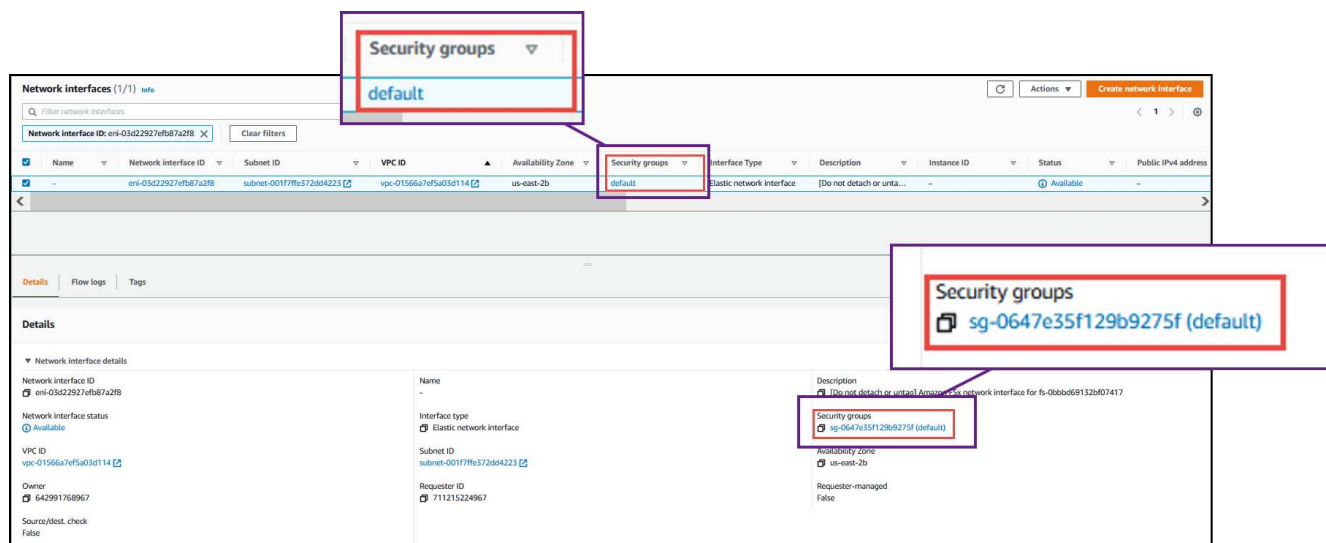 Security groups
default
Network interfaces (1/1) Info
Actions
Create network interface
Filter network interfaces
1
Network interface ID: eni-03d22927efb87a2f8 X
Clear filters
Name Network interface ID Subnet ID VPC ID Availability Zone Security groups Interface Type Description Instance ID Status Public IPv4 address
- eni-03d22927efb87a2f8 subnet-001f7ffe372dd4223 vpc-01566a7ef5a03d114 us-east-2b default Elastic network interface [Do not detach or unta... - Available -
Details Flow logs Tags
Security groups
sg-0647e35f129b9275f (default)
Details
Network interface details
Network interface ID Name Description
eni-03d22927efb87a2f8 - [Do not detach or untag] Amazon FSx network interface for fs-0bbbd69132bf07417
Network interface status Interface type Security groups
Available Elastic network interface sg-0647e35f129b9275f (default)
VPC ID Subnet ID Availability Zone
vpc-01566a7ef5a03d114 subnet-001f7ffe372dd4223 us-east-2b
Owner Requester ID Requester-managed
642991768967 711215224967 False
Source/dest. check
False